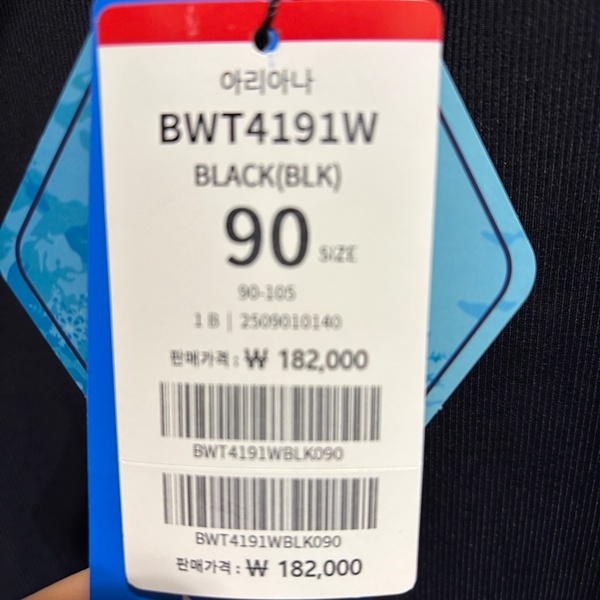 아리아나
BWT4191W
BLACK(BLK)
90 SIZE
90-105
1 B | 2509010140
판매가격 : ₩ 182,000
BWT4191WBLK090
BWT4191WBLK090
판매가격 : ₩ 182,000